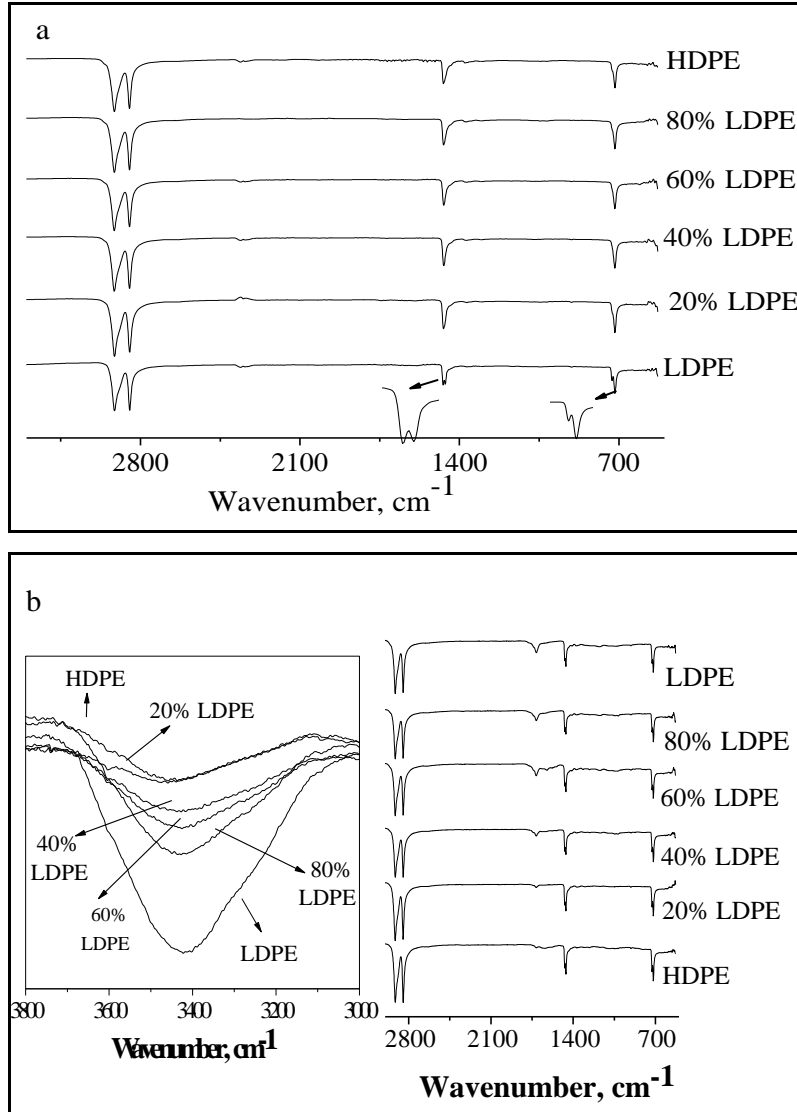 a
HDPE
80% LDPE
60% LDPE
40% LDPE
20% LDPE
LDPE
2800 2100 1400 700
Wavenumber, cm-1
b
HDPE
20% LDPE
40%
LDPE
60%
LDPE
80%
LDPE
LDPE
3800 3600 3400 3200 3000
Wavenumber, cm-1
LDPE
80% LDPE
60% LDPE
40% LDPE
20% LDPE
HDPE
2800 2100 1400 700
Wavenumber, cm-1